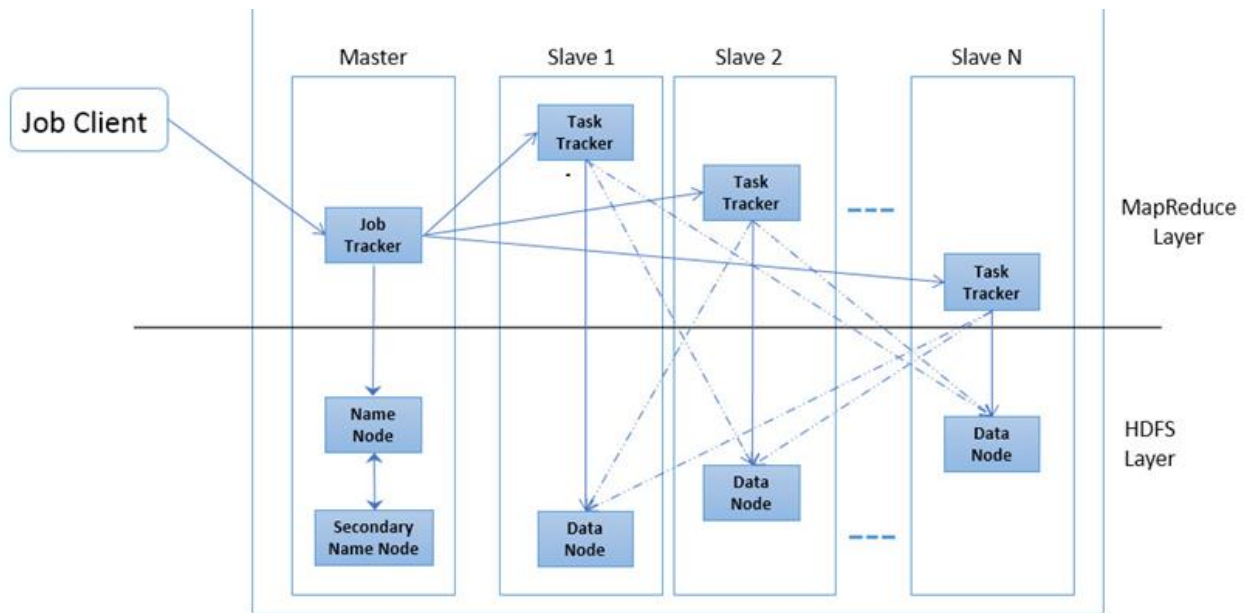 Master
Slave 1
Slave 2
Slave N
Job Client
Task
Tracker
Task
Tracker
Job
Tracker
Task
Tracker
MapReduce
Layer
Name
Node
Secondary
Name Node
Data
Node
Data
Node
Data
Node
HDFS
Layer